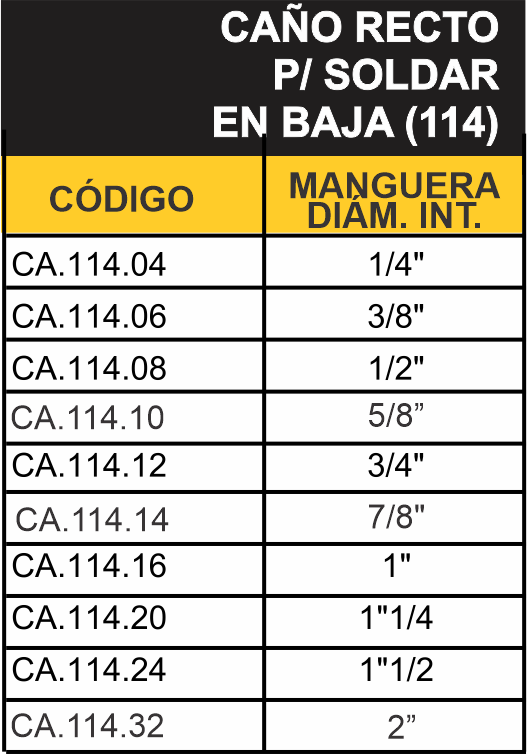 CAÑO RECTO
P/ SOLDAR
EN BAJA (114)
CÓDIGO MANGUERA
DIÁM. INT.
CA.114.04 1/4"
CA.114.06 3/8"
CA.114.08 1/2"
CA.114.10 5/8”
CA.114.12 3/4"
CA.114.14 7/8"
CA.114.16 1"
CA.114.20 1"1/4
CA.114.24 1"1/2
CA.114.32 2”